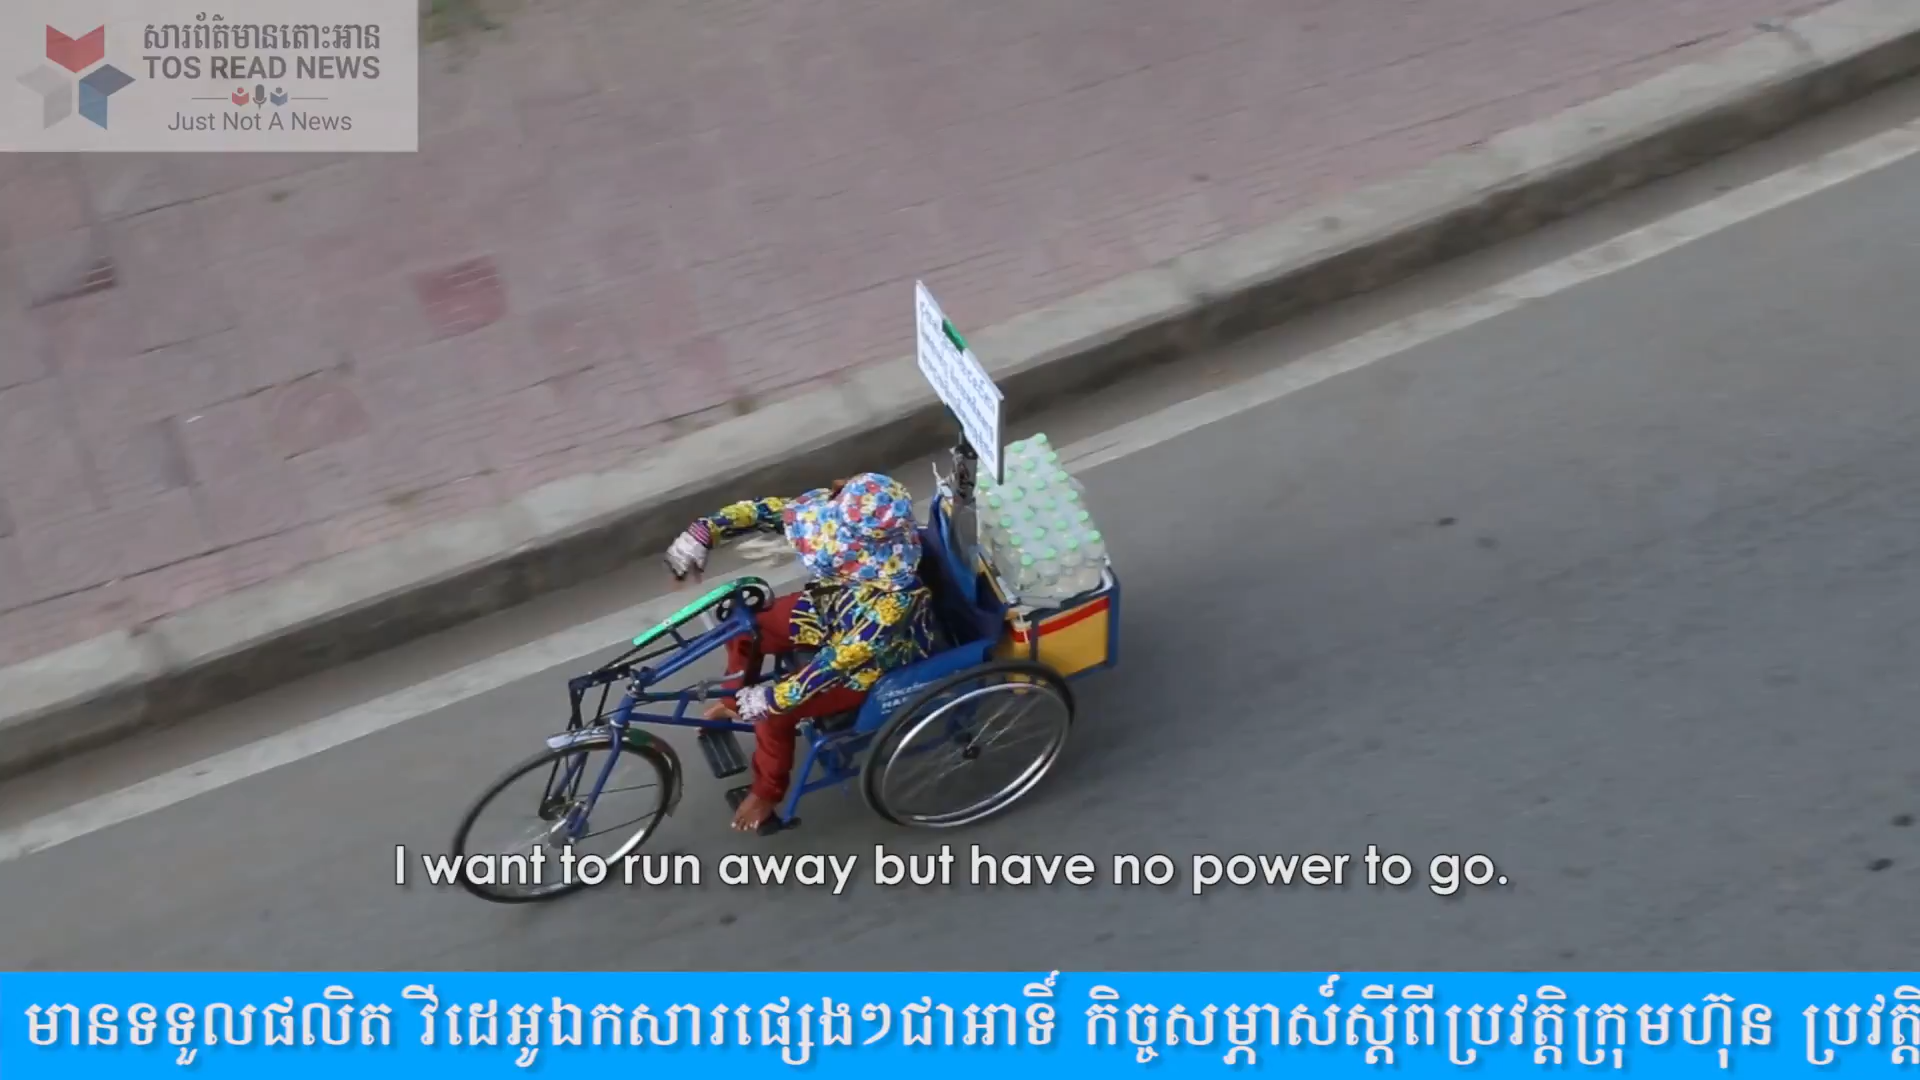 សារព័ត៌មានតោះអាន
TOS READ NEWS
Just Not A News
I want to run away but have no power to go.
មានទទួលផលិត វីដេអូឯកសារផ្សេងៗជាអាទិ៍ កិច្ចសម្ភាស៍ស្ដីពីប្រវត្តិក្រុមហ៊ុន ប្រវត្តិ